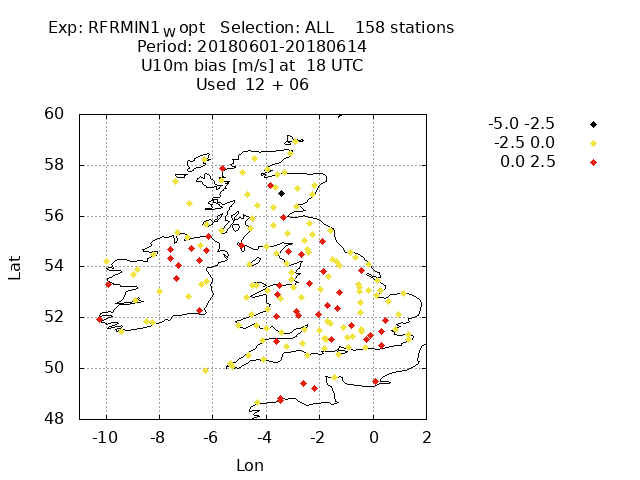 Exp: RFRMIN1_W opt   Selection: ALL    158 stations
Period: 20180601-20180614
U10m bias [m/s] at  18 UTC
Used  12 + 06
-5.0 -2.5
-2.5 0.0
0.0 2.5
60
58
56
54
52
50
48
Lat
-10 -8 -6 -4 -2 0 2
Lon